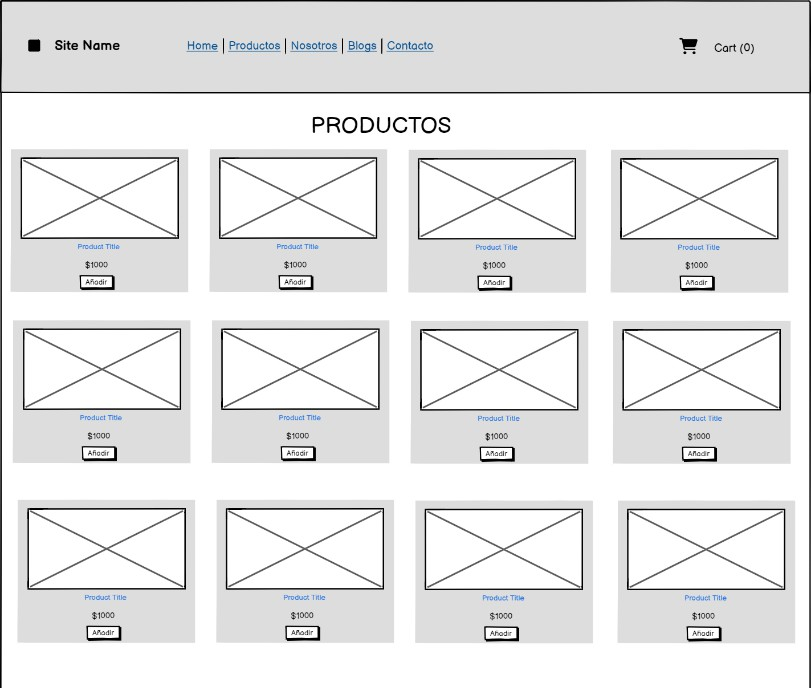 Site Name Home Productos Nosotros Blogs Contacto Cart (0)
PRODUCTOS
Product Title Product Title Product Title Product Title
$1000 $1000 $1000 $1000
Añadir Añadir Añadir Añadir
Product Title Product Title Product Title Product Title
$1000 $1000 $1000 $1000
Añadir Añadir Añadir Añadir
Product Title Product Title Product Title Product Title
$1000 $1000 $1000 $1000
Añadir Añadir Añadir Añadir